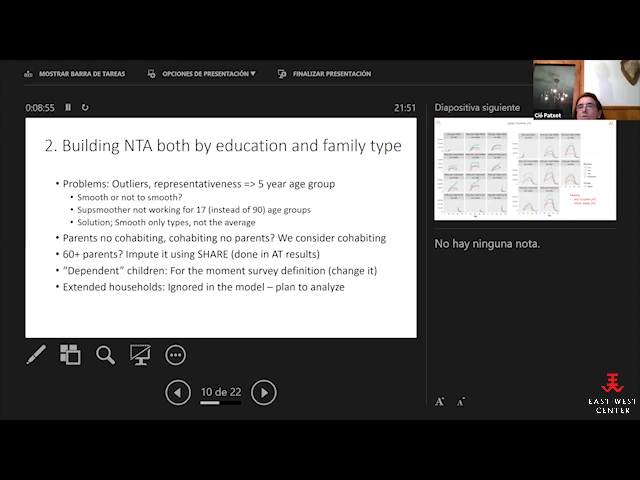 MOSTRAR BARRA DE TAREAS
OPCIONES DE PRESENTACIÓN ▼
FINALIZAR PRESENTACIÓN
Clö Patxot
0:08:55
21:51
Diapositiva siguiente
2. Building NTA both by education and family type
• Problems: Outliers, representativeness => 5 year age group
• Smooth or not to smooth?
• Supsmoother not working for 17 (instead of 90) age groups
• Solution; Smooth only types, not the average
• Parents no cohabiting, cohabiting no parents? We consider cohabiting
• 60+ parents? Impute it using SHARE (done in AT results)
• “Dependent” children: For the moment survey definition (change it)
• Extended households: Ignored in the model – plan to analyze
No hay ninguna nota.
10 de 22
A A
EAST-WEST
CENTER